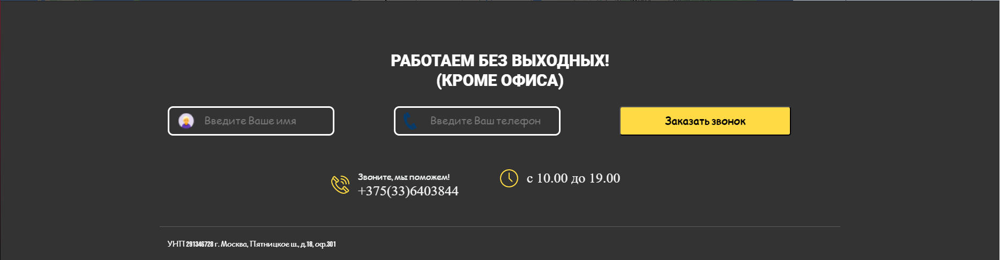 РАБОТАЕМ БЕЗ ВЫХОДНЫХ!
(КРОМЕ ОФИСА)
Введите Ваше имя
Введите Ваш телефон
Заказать звонок
Звоните, мы поможем!
+375(33)6403844
с 10.00 до 19.00
УНП 291346728 г. Москва, Пятницкое ш., д.18, оф.301